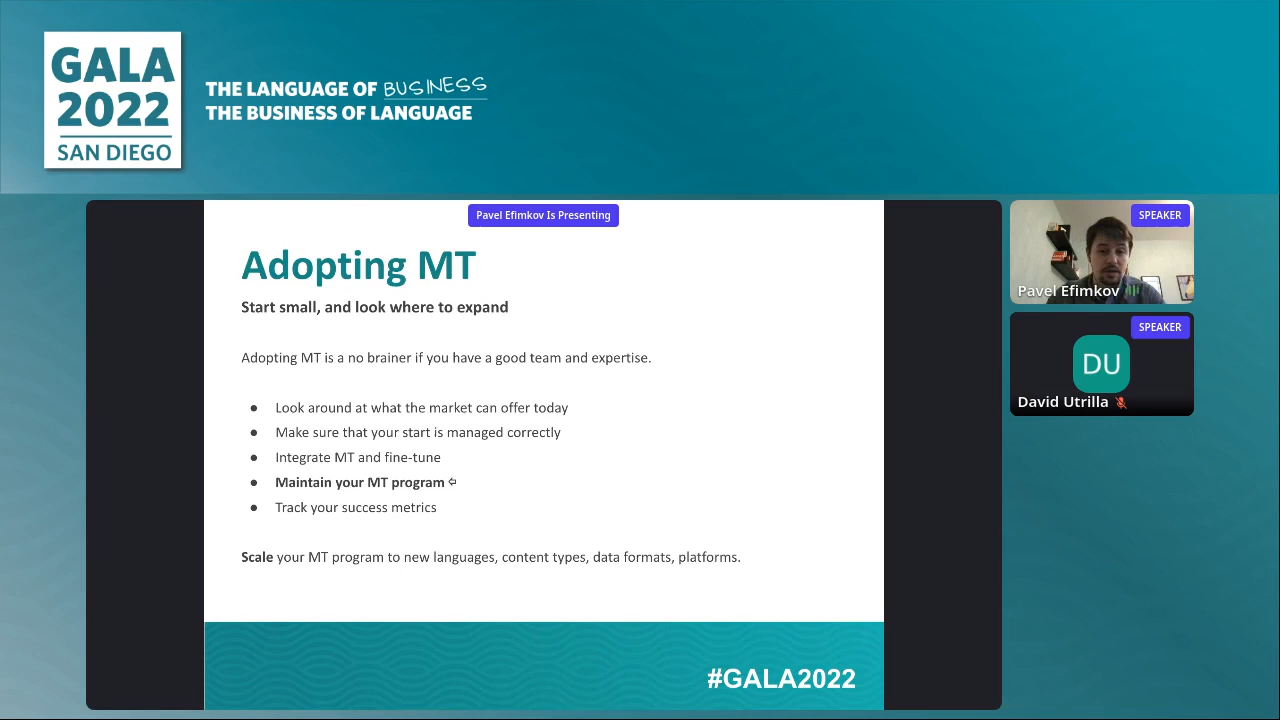 GALA
2022
SAN DIEGO
THE LANGUAGE OF BUSINESS
THE BUSINESS OF LANGUAGE
Pavel Efimkov Is Presenting
Adopting MT
Start small, and look where to expand
Adopting MT is a no brainer if you have a good team and expertise.
● Look around at what the market can offer today
● Make sure that your start is managed correctly
● Integrate MT and fine-tune
● Maintain your MT program ⇦
● Track your success metrics
Scale your MT program to new languages, content types, data formats, platforms.
#GALA2022
SPEAKER
Pavel Efimkov
SPEAKER
DU
David Utrilla